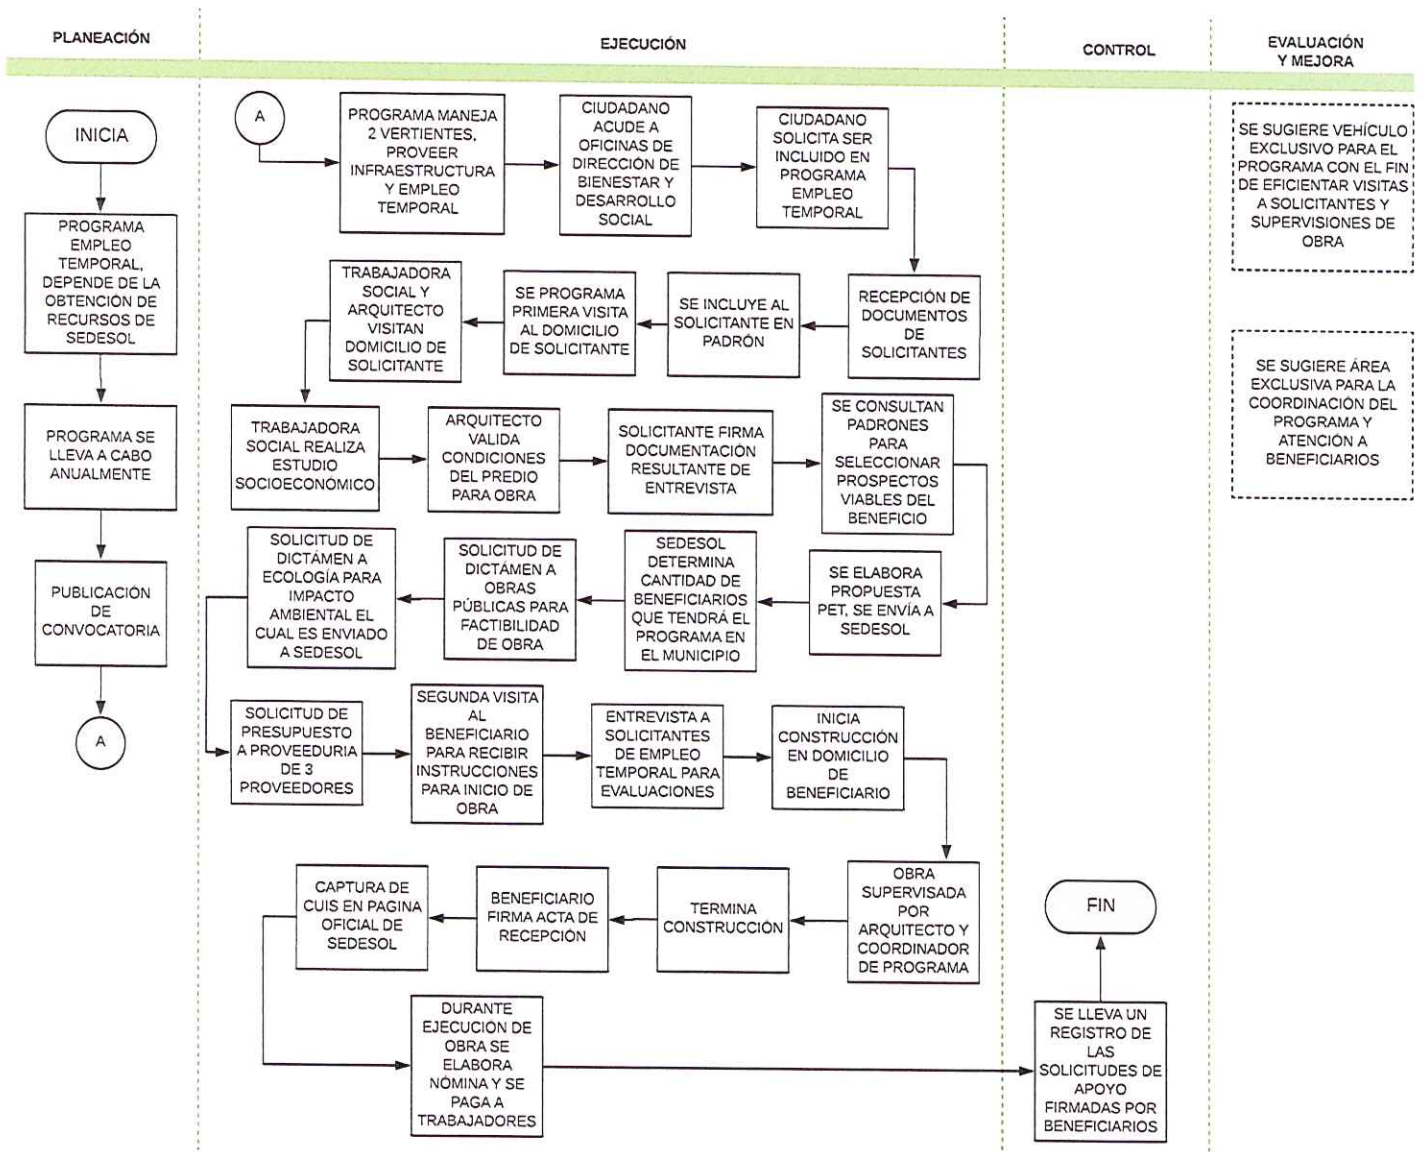 PLANEACIÓN
EJECUCIÓN
CONTROL
EVALUACIÓN
Y MEJORA
INICIA
PROGRAMA
EMPLEO
TEMPORAL,
DEPENDE DE LA
OBTENCIÓN DE
RECURSOS DE
SEDESOL
PROGRAMA SE
LLEVA A CABO
ANUALMENTE
PUBLICACIÓN
DE
CONVOCATORIA
A
A
PROGRAMA MANEJA
2 VERTIENTES,
PROVEER
INFRAESTRUCTURA
Y EMPLEO
TEMPORAL
CIUDADANO
ACUDE A
OFICINAS DE
DIRECCIÓN DE
BIENESTAR Y
DESARROLLO
SOCIAL
CIUDADANO
SOLICITA SER
INCLUIDO EN
PROGRAMA
EMPLEO
TEMPORAL
RECEPCIÓN DE
DOCUMENTOS
DE
SOLICITANTES
SE INCLUYE AL
SOLICITANTE EN
PADRÓN
SE PROGRAMA
PRIMERA VISITA
AL DOMICILIO
DE SOLICITANTE
TRABAJADORA
SOCIAL Y
ARQUITECTO
VISITAN
DOMICILIO DE
SOLICITANTE
TRABAJADORA
SOCIAL REALIZA
ESTUDIO
SOCIOECONÓMICO
ARQUITECTO
VALIDA
CONDICIONES
DEL PREDIO
PARA OBRA
SOLICITANTE FIRMA
DOCUMENTACIÓN
RESULTANTE DE
ENTREVISTA
SE CONSULTAN
PADRONES
PARA
SELECCIONAR
PROSPECTOS
VIABLES DEL
BENEFICIO
SE ELABORA
PROPUESTA
PET, SE ENVÍA A
SEDESOL
SEDESOL
DETERMINA
CANTIDAD DE
BENEFICIARIOS
QUE TENDRÁ EL
PROGRAMA EN
EL MUNICIPIO
SOLICITUD DE
DICTÁMEN A
OBRAS
PÚBLICAS PARA
FACTIBILIDAD
DE OBRA
SOLICITUD DE
DICTÁMEN A
ECOLOGÍA PARA
IMPACTO
AMBIENTAL EL
CUAL ES ENVIADO
A SEDESOL
SOLICITUD DE
PRESUPUESTO
A PROVEEDURIA
DE 3
PROVEEDORES
SEGUNDA VISITA
AL
BENEFICIARIO
PARA RECIBIR
INSTRUCCIONES
PARA INICIO DE
OBRA
ENTREVISTA A
SOLICITANTES
DE EMPLEO
TEMPORAL PARA
EVALUACIONES
INICIA
CONSTRUCCIÓN
EN DOMICILIO
DE
BENEFICIARIO
OBRA
SUPERVISADA
POR
ARQUITECTO Y
COORDINADOR
DE PROGRAMA
TERMINA
CONSTRUCCIÓN
BENEFICIARIO
FIRMA ACTA DE
RECEPCIÓN
CAPTURA DE
CUIS EN PAGINA
OFICIAL DE
SEDESOL
DURANTE
EJECUCIÓN DE
OBRA SE
ELABORA
NÓMINA Y SE
PAGA A
TRABAJADORES
SE LLEVA UN
REGISTRO DE
LAS
SOLICITUDES DE
APOYO
FIRMADAS POR
BENEFICIARIOS
FIN
SE SUGIERE VEHÍCULO
EXCLUSIVO PARA EL
PROGRAMA CON EL FIN
DE EFICIENTAR VISITAS
A SOLICITANTES Y
SUPERVISIONES DE
OBRA
SE SUGIERE ÁREA
EXCLUSIVA PARA LA
COORDINACIÓN DEL
PROGRAMA Y
ATENCIÓN A
BENEFICIARIOS